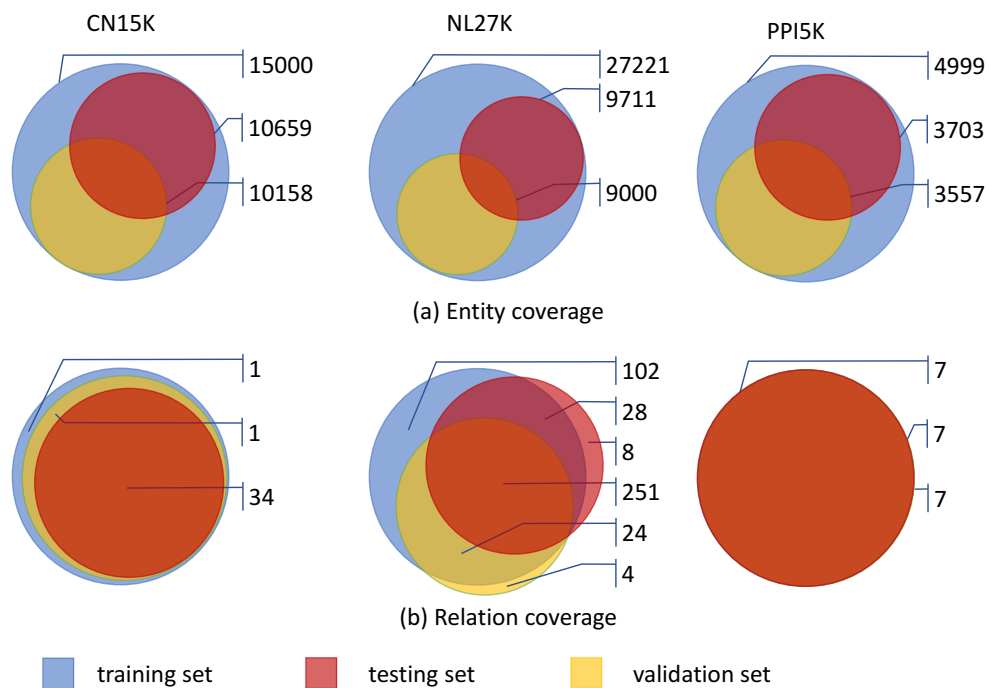 CN15K
NL27K
PPI5K
15000
10659
10158
27221
9711
9000
4999
3703
3557
(a) Entity coverage
1
1
34
102
28
8
251
24
4
7
7
7
(b) Relation coverage
training set
testing set
validation set